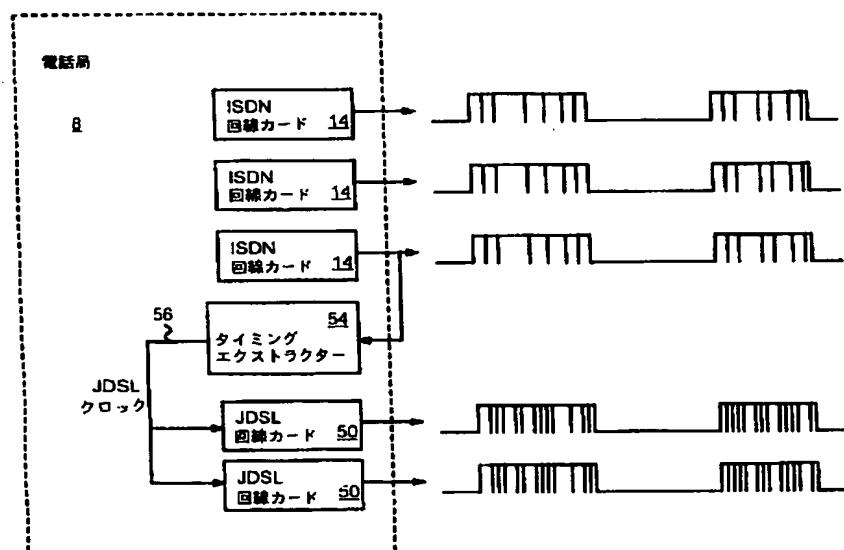 電話局
8
ISDN
回線カード 14
ISDN
回線カード 14
ISDN
回線カード 14
56
54
タイミング
エクストラクター
JDSL
クロック
JDSL
回線カード 50
JDSL
回線カード 50